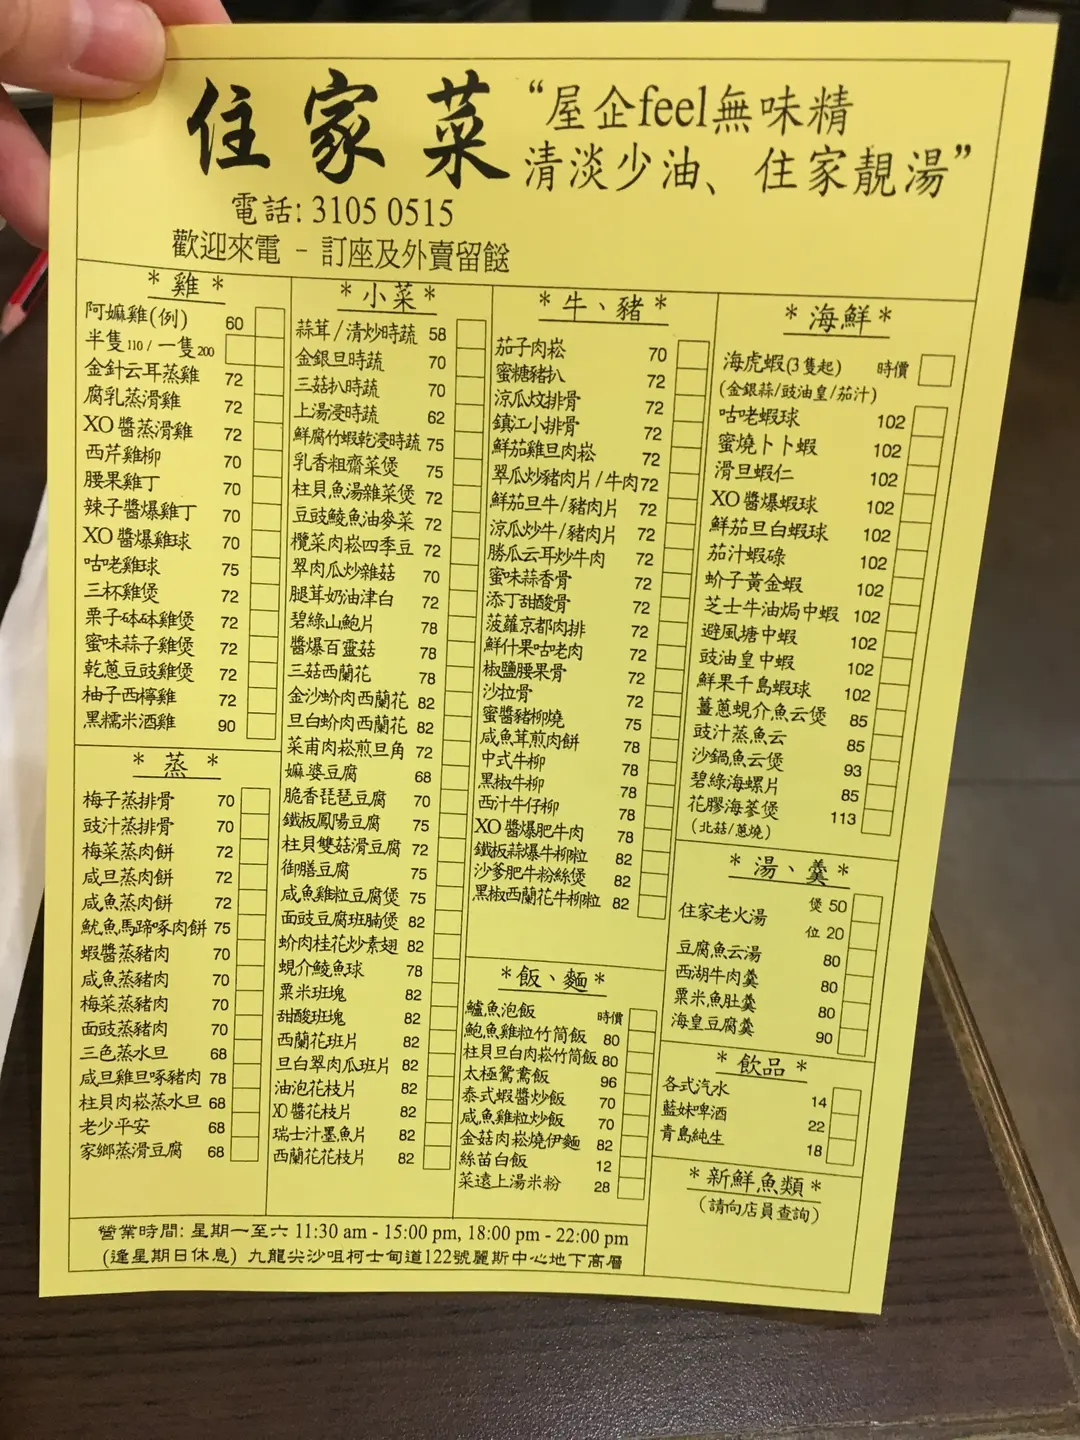 住家菜
“屋企feel無味精
清淡少油、住家靚湯”
電話: 3105 0515
歡迎來電 - 訂座及外賣留餸
* 雞 *
阿嫲雞(例) 60
半隻 110 / 一隻 200
金針云耳蒸雞 72
腐乳蒸滑雞 72
XO醬蒸滑雞 72
西芹雞柳 70
腰果雞丁 70
辣子醬爆雞丁 70
XO醬爆雞球 70
咕老雞球 75
三杯雞煲 72
栗子砵砵雞煲 72
蜜味蒜子雞煲 72
乾蔥豆豉雞煲 72
柚子西檸雞 72
黑糯米酒雞 90
* 蒸 *
梅子蒸排骨 70
豉汁蒸排骨 70
梅菜蒸肉餅 72
咸旦蒸肉餅 72
咸魚蒸肉餅 72
魷魚馬蹄啄肉餅 75
蝦醬蒸豬肉 70
咸魚蒸豬肉 70
梅菜蒸豬肉 70
面豉蒸豬肉 70
三色蒸水旦 68
咸旦雞旦啄豬肉 78
柱貝肉崧蒸水旦 68
老少平安 68
家鄉蒸滑豆腐 68
* 小菜 *
蒜茸/清炒時蔬 58
金銀旦時蔬 70
三菇扒時蔬 70
上湯浸時蔬 62
鮮腐竹蝦乾浸時蔬 75
乳香粗齋菜煲 75
柱貝魚湯雜菜煲 72
豆豉鯪魚油麥菜 72
欖菜肉崧四季豆 72
翠肉瓜炒雜菇 70
腿茸奶油津白 72
碧綠山鮑片 78
醬爆百靈菇 78
三菇西蘭花 78
金沙蚧肉西蘭花 82
旦白蚧肉西蘭花 82
菜甫肉崧煎旦角 72
嫲婆豆腐 68
脆香琵琶豆腐 70
鐵板鳳陽豆腐 75
柱貝雙菇滑豆腐 72
御膳豆腐 75
咸魚雞粒豆腐煲 75
面豉豆腐班腩煲 82
蚧肉桂花炒素翅 82
蜆介鯪魚球 78
粟米班塊 82
甜酸班塊 82
西蘭花班片 82
旦白翠肉瓜班片 82
油泡花枝片 82
XO醬花枝片 82
瑞士汁墨魚片 82
西蘭花花枝片 82
* 牛、豬 *
茄子肉崧 70
蜜糖豬扒 72
涼瓜炆排骨 72
鎮江小排骨 72
鮮茄雞旦肉崧 72
翠瓜炒豬肉片/牛肉 72
鮮茄旦牛/豬肉片 72
涼瓜炒牛/豬肉片 72
勝瓜云耳炒牛肉 72
蜜味蒜香骨 72
添丁甜酸骨 72
菠蘿京都肉排 72
鮮什果咕老肉 72
椒鹽腰果骨 72
沙拉骨 72
蜜醬豬柳燒 75
咸魚茸煎肉餅 78
中式牛柳 78
黑椒牛柳 78
西汁牛仔柳 78
XO醬爆肥牛肉 78
鐵板蒜爆牛柳粒 82
沙爹肥牛粉絲煲 82
黑椒西蘭花牛柳粒 82
* 飯、麵 *
鱸魚泡飯 時價
鮑魚雞粒竹筒飯 80
柱貝旦白肉崧竹筒飯 80
太極鴛鴦飯 96
泰式蝦醬炒飯 70
咸魚雞粒炒飯 70
金菇肉崧燒伊麵 82
絲苗白飯 12
菜遠上湯米粉 28
* 海鮮 *
海虎蝦(3隻起) 時價
(金銀蒜/豉油皇/茄汁)
咕老蝦球 102
蜜燒卜卜蝦 102
滑旦蝦仁 102
XO醬爆蝦球 102
鮮茄旦白蝦球 102
茄汁蝦碌 102
蚧子黃金蝦 102
芝士牛油焗中蝦 102
避風塘中蝦 102
豉油皇中蝦 102
鮮果千島蝦球 102
薑蔥蜆介魚云煲 85
豉汁蒸魚云 85
沙鍋魚云煲 93
碧綠海螺片 85
花膠海蔘煲 113
(北菇/蔥燒)
* 湯、羹 *
住家老火湯 煲 50
位 20
豆腐魚云湯 80
西湖牛肉羹 80
粟米魚肚羹 80
海皇豆腐羹 90
* 飲品 *
各式汽水 14
藍妹啤酒 22
青島純生 18
* 新鮮魚類 *
(請向店員查詢)
營業時間: 星期一至六 11:30 am - 15:00 pm, 18:00 pm - 22:00 pm
(逢星期日休息) 九龍尖沙咀柯士甸道122號麗斯中心地下高層